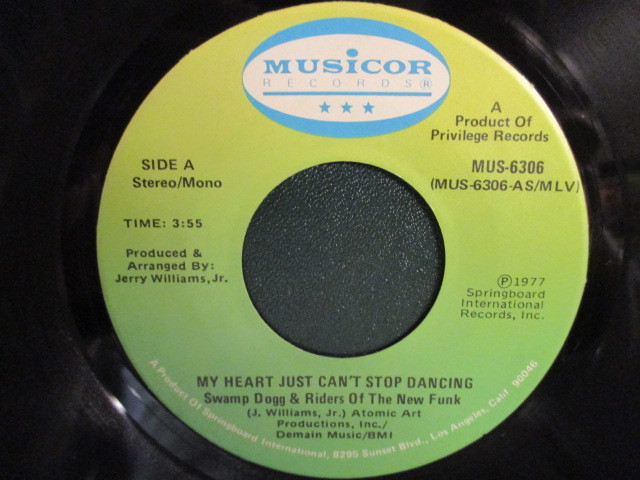 MUSICOR
RECORDS®
A
Product Of
Privilege Records
SIDE A
Stereo/Mono
MUS-6306
(MUS-6306-AS/MLV)
TIME: 3:55
Produced &
Arranged By:
Jerry Williams, Jr.
Ⓟ1977
Springboard
International
Records, Inc.
MY HEART JUST CAN'T STOP DANCING
Swamp Dogg & Riders Of The New Funk
(J. Williams, Jr.) Atomic Art
Productions, Inc./
Demain Music/BMI
A Product Of Springboard International, 8295 Sunset Blvd., Los Angeles, Calif 90046